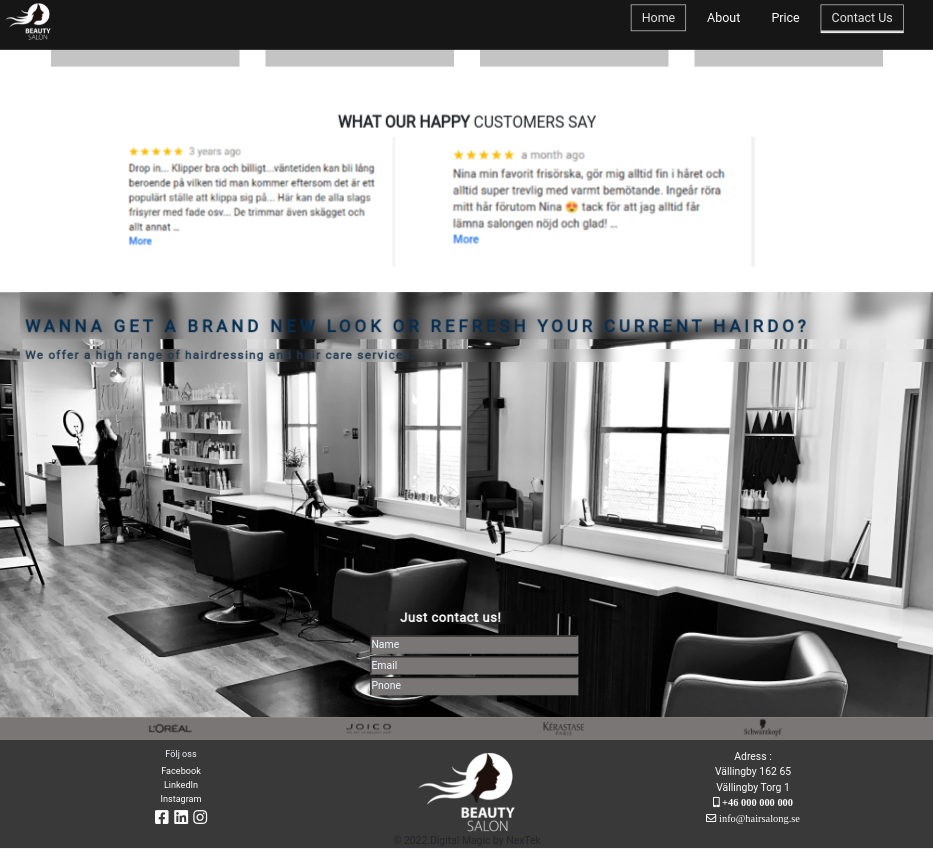 BEAUTY
SALON
Home
About
Price
Contact Us
WHAT OUR HAPPY CUSTOMERS SAY
3 years ago
Drop in... Klipper bra och billigt...väntetiden kan bli lång
beroende på vilken tid man kommer eftersom det är ett
populärt ställe att klippa sig på... Här kan de alla slags
frisyrer med fade osv... De trimmar även skägget och
allt annat ...
More
a month ago
Nina min favorit frisörska, gör mig alltid fin i håret och
alltid super trevlig med varmt bemötande. Ingeår röra
mitt hår förutom Nina 😍 tack för att jag alltid får
lämna salongen nöjd och glad! ...
More
WANNA GET A BRAND NEW LOOK OR REFRESH YOUR CURRENT HAIRDO?
We offer a high range of hairdressing and hair care services.
Just contact us!
Name
Email
Pnone
L'ORÉAL
JOICO
KÉRASTASE
PARIS
Schwarzkopf
Följ oss
Facebook
LinkedIn
Instagram
BEAUTY
SALON
Adress :
Vällingby 162 65
Vällingby Torg 1
+46 000 000 000
info@hairsalong.se
© 2022 Digital Magic by NexTek